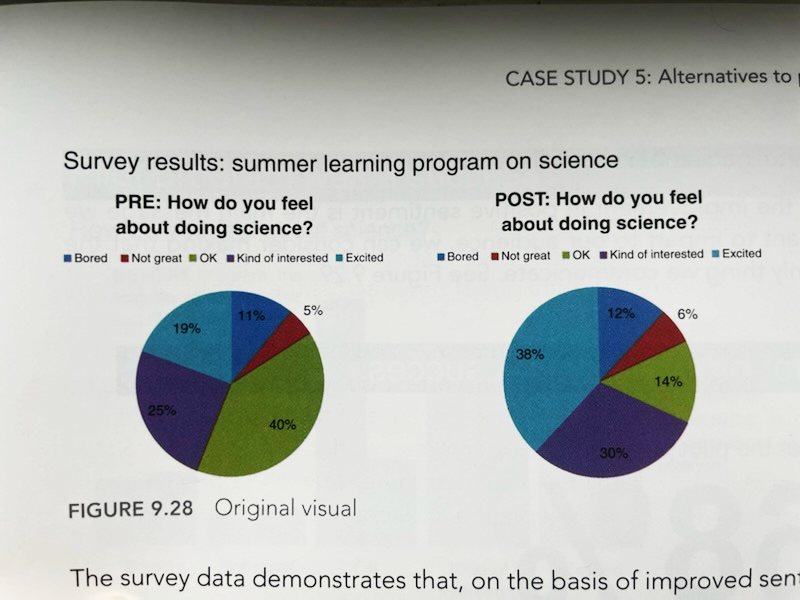 CASE STUDY 5: Alternatives to
Survey results: summer learning program on science
PRE: How do you feel
about doing science?
Bored Not great OK Kind of interested Excited
11%
5%
40%
25%
19%
POST: How do you feel
about doing science?
Bored Not great OK Kind of interested Excited
12%
6%
14%
30%
38%
FIGURE 9.28 Original visual
The survey data demonstrates that, on the basis of improved